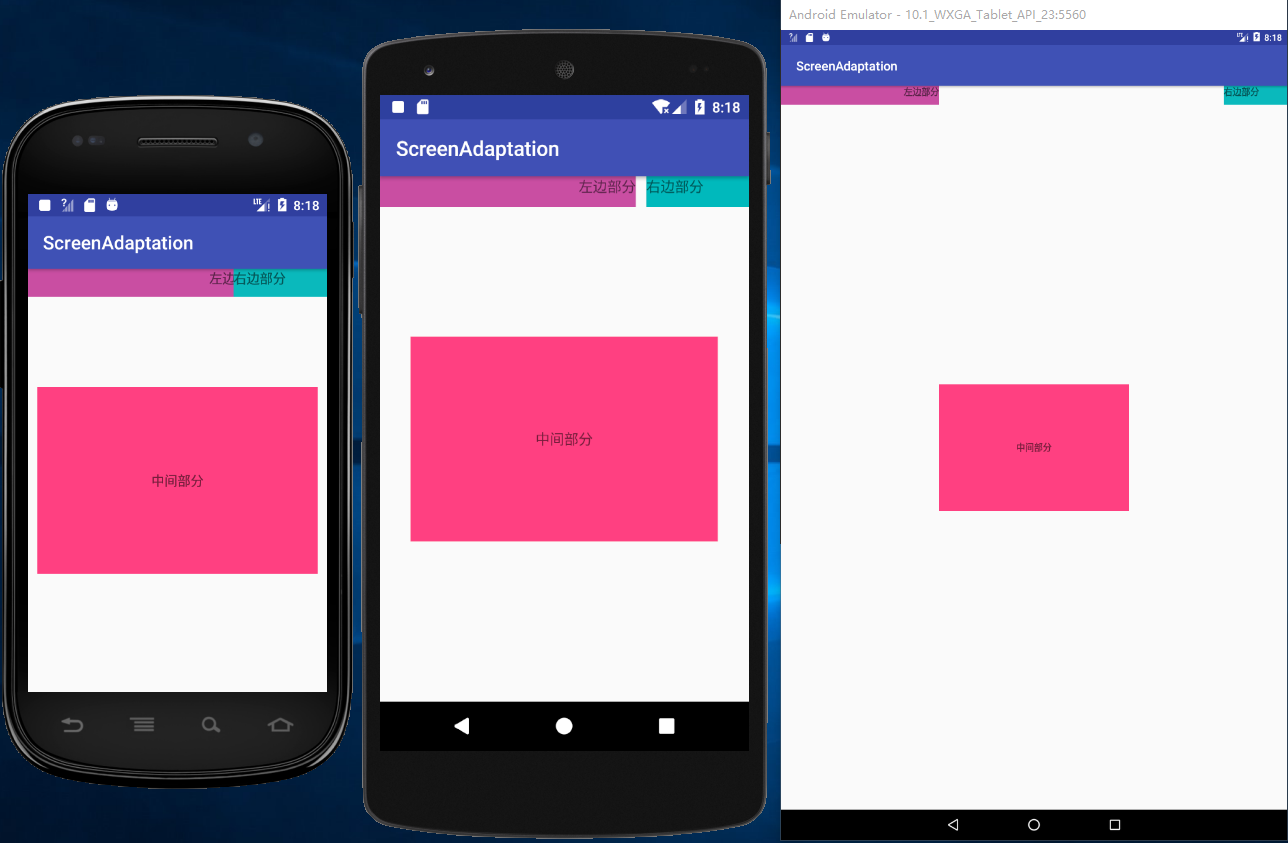 8:18
ScreenAdaptation
左边右边部分
中间部分
8:18
ScreenAdaptation
左边部分
右边部分
中间部分
Android Emulator - 10.1_WXGA_Tablet_API_23:5560
LTE 8:18
ScreenAdaptation
左边部分
右边部分
中间部分